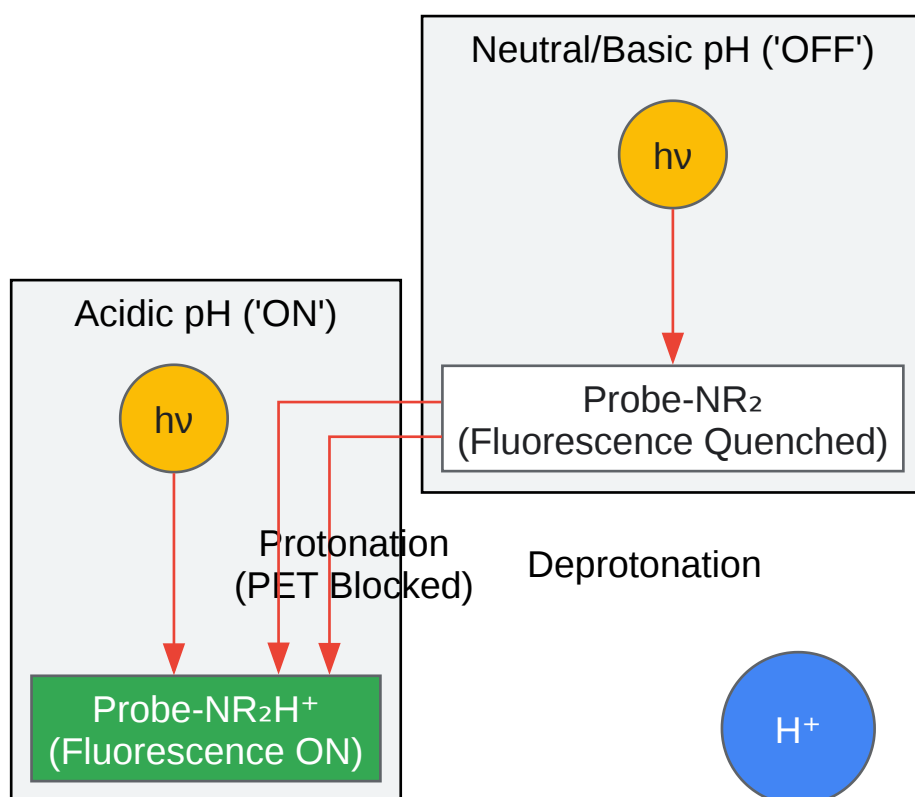 Neutral/Basic pH ('OFF')
hν
Probe-NR₂
(Fluorescence Quenched)
Acidic pH ('ON')
hν
Protonation
(PET Blocked)
Deprotonation
Probe-NR₂H⁺
(Fluorescence ON)
H⁺